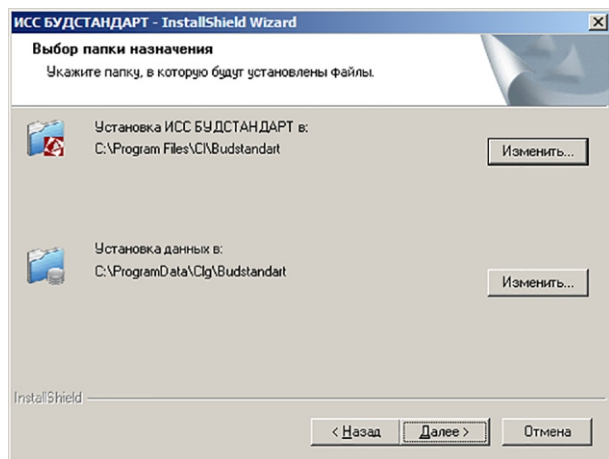 ИСС БУДСТАНДАРТ - InstallShield Wizard
Выбор папки назначения
Укажите папку, в которую будут установлены файлы.
Установка ИСС БУДСТАНДАРТ в:
C:\Program Files\CI\Budstandart
Изменить...
Установка данных в:
C:\ProgramData\Clg\Budstandart
Изменить...
InstallShield
< Назад
Далее >
Отмена